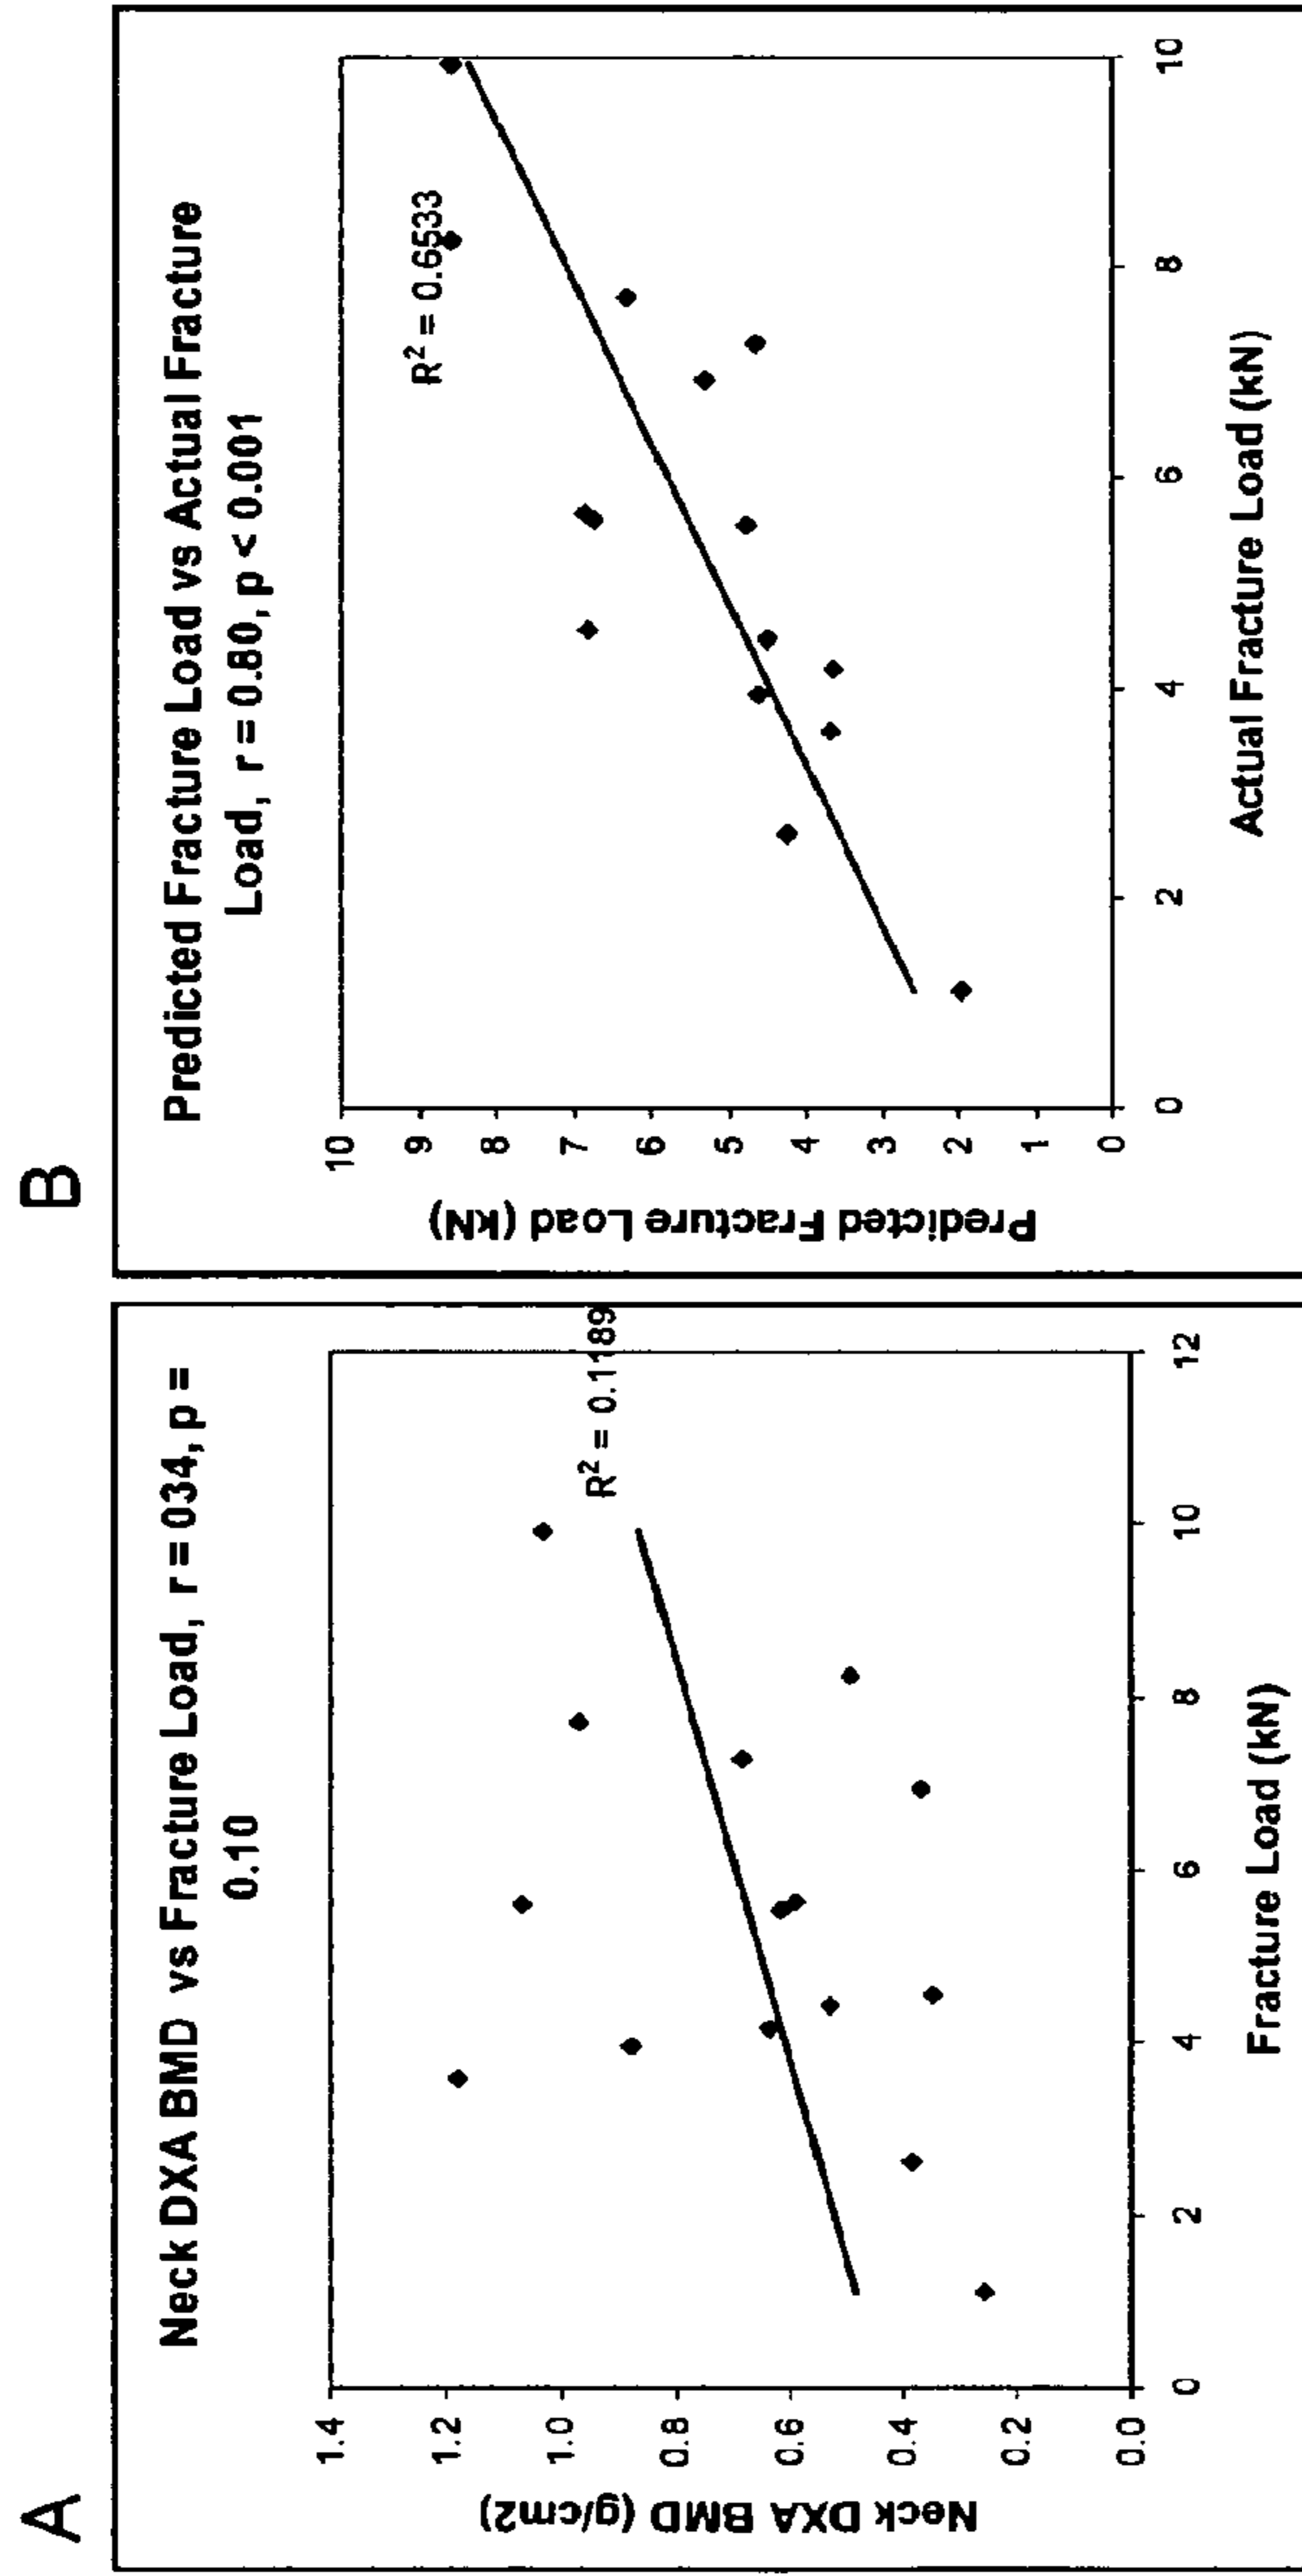 A
Neck DXA BMD vs Fracture Load, r = 034, p =
0.10
Neck DXA BMD (g/cm2)
1.4
1.2
1.0
0.8
0.6
0.4
0.2
0.0
R² = 0.1189
0 2 4 6 8 10 12
Fracture Load (kN)
B
Predicted Fracture Load vs Actual Fracture
Load, r = 0.80, p < 0.001
Predicted Fracture Load (kN)
10
9
8
7
6
5
4
3
2
1
0
R² = 0.6533
0 2 4 6 8 10
Actual Fracture Load (kN)